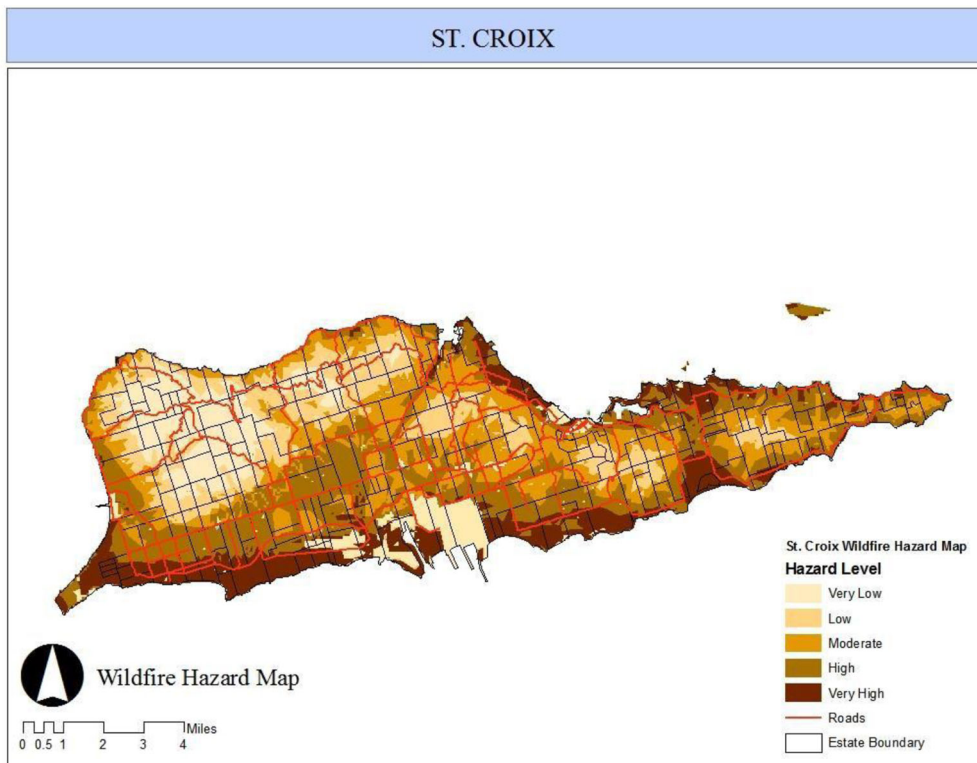 ST. CROIX
St. Croix Wildfire Hazard Map
Hazard Level
Very Low
Low
Moderate
High
Very High
Roads
Estate Boundary
Wildfire Hazard Map
Miles
0 0.5 1 2 3 4